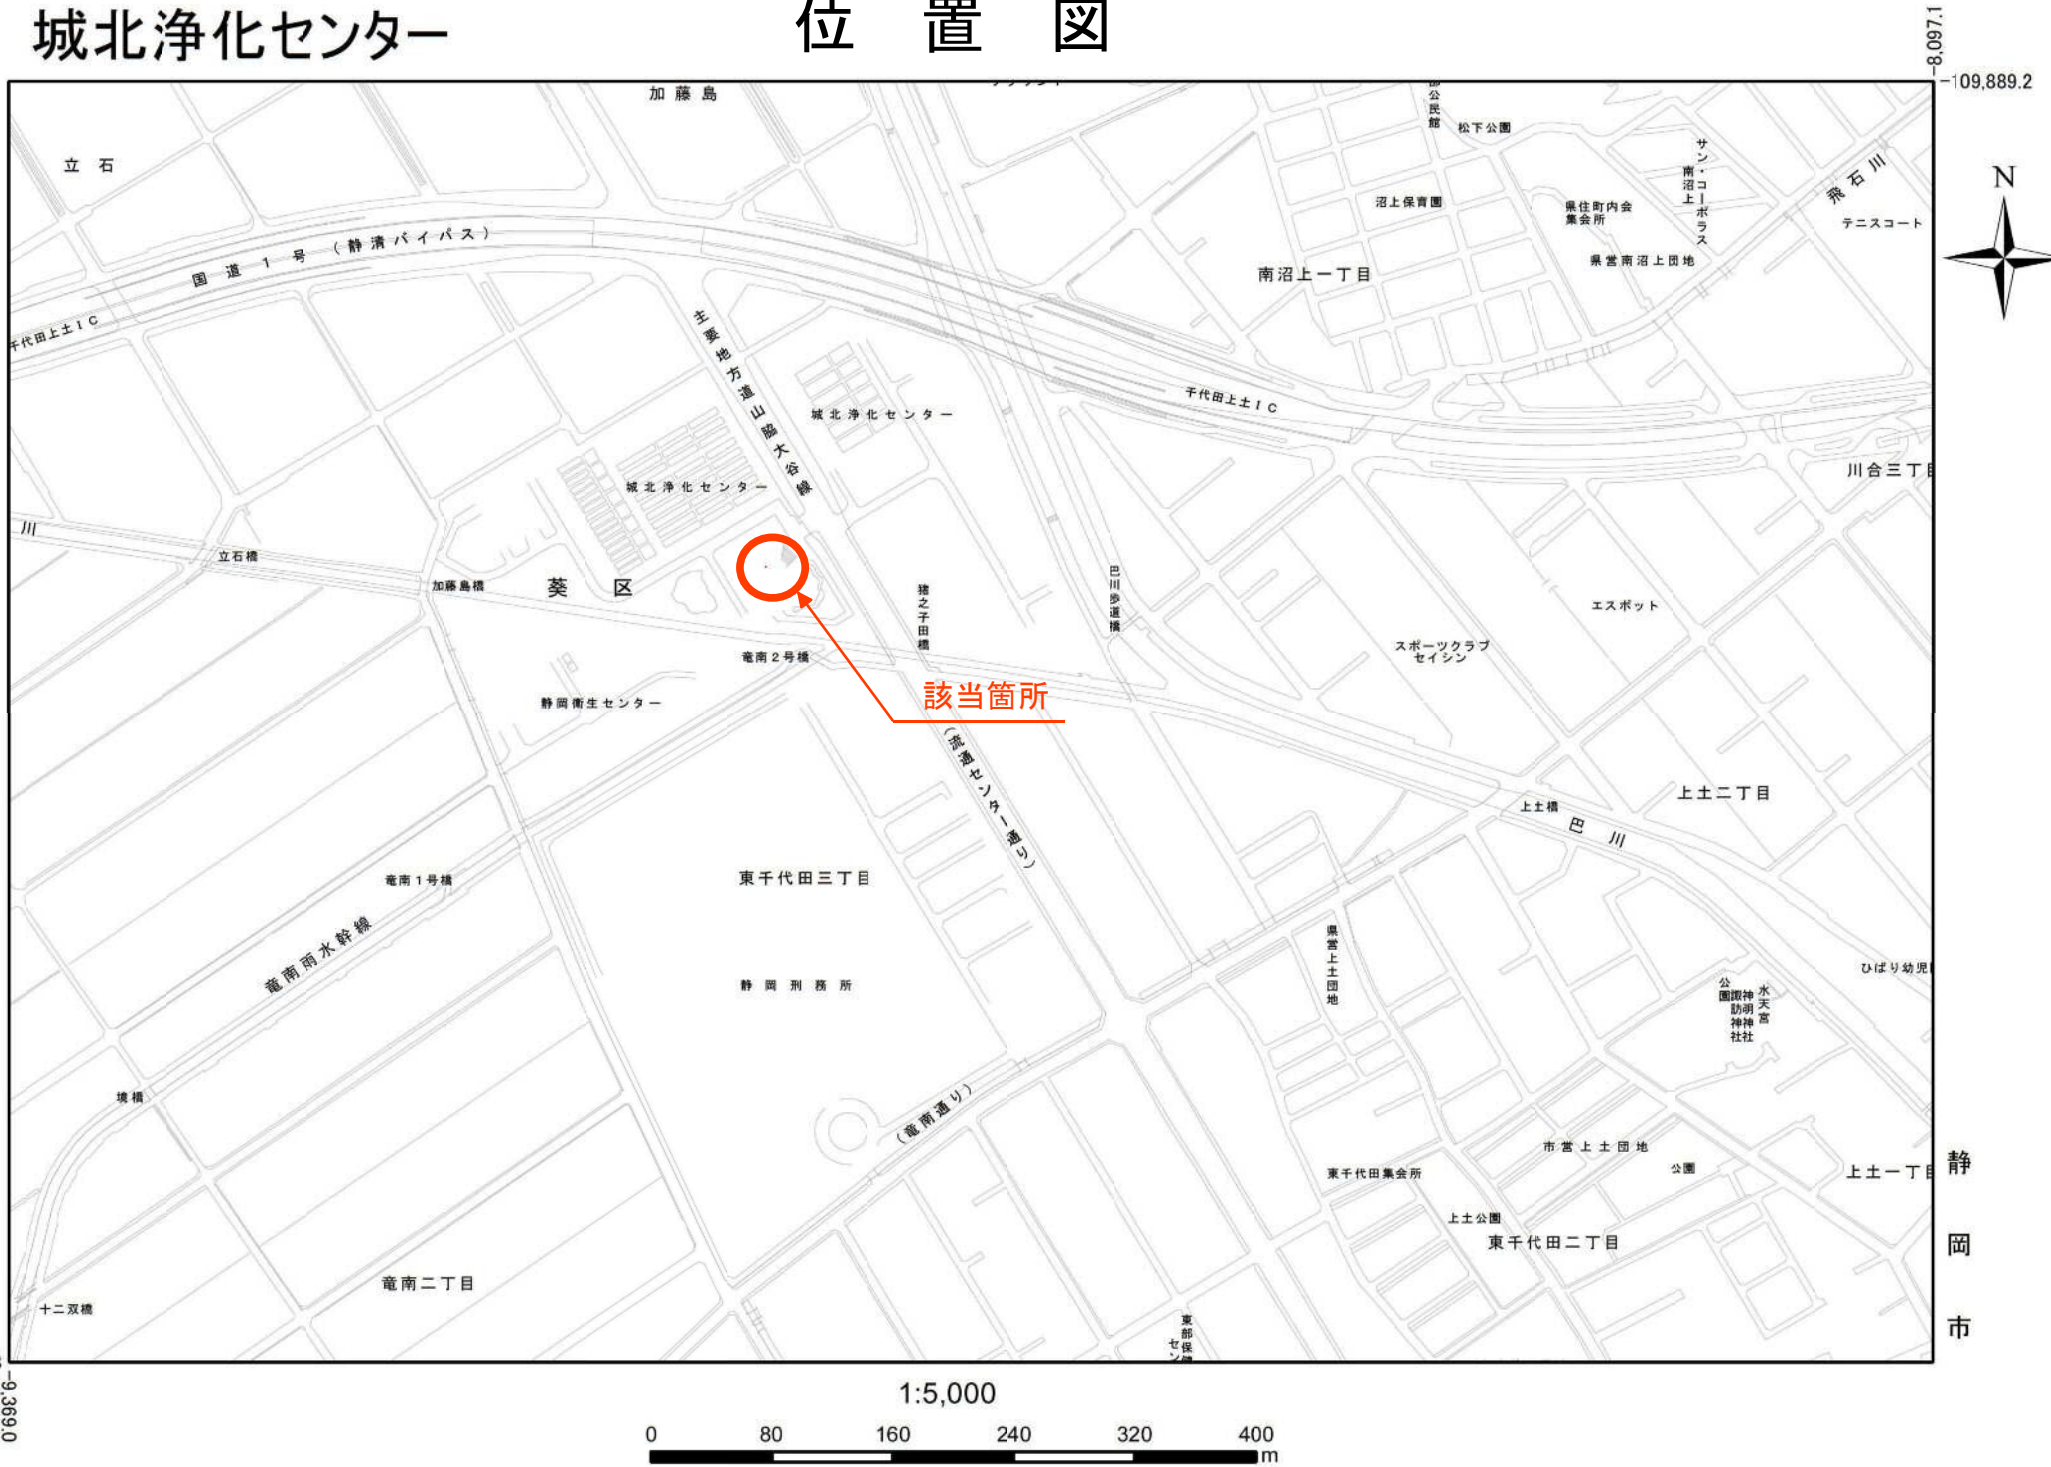 城北浄化センター
位置図
-8,097.1
-109,889.2
加藤島
公民館
松下公園
立石
サン・コーポラス
南沼上
飛石川
N
沼上保育園
県住町内会
集会所
テニスコート
国道1号(静清バイパス)
県営南沼上団地
南沼上一丁目
千代田上土IC
主要地方道山脇大谷線
千代田上土IC
城北浄化センター
川合三丁目
城北浄化センター
川
立石橋
加藤島橋
葵区
猪之子田橋
巴川歩道橋
エスポット
スポーツクラブ
セイシン
竜南2号橋
該当箇所
静岡衛生センター
(流通センター通り)
上土二丁目
上土橋
巴川
竜南1号橋
東千代田三丁目
竜南雨水幹線
県営上土団地
ひばり幼児
静岡刑務所
公園
諏訪神社
神明神社
水天宮
境橋
(竜南通り)
市営上土団地
公園
東千代田集会所
上土一丁目
静岡市
上土公園
東千代田二丁目
竜南二丁目
十二双橋
東部保健
セン
-9,369.0
1:5,000
0 80 160 240 320 400
m